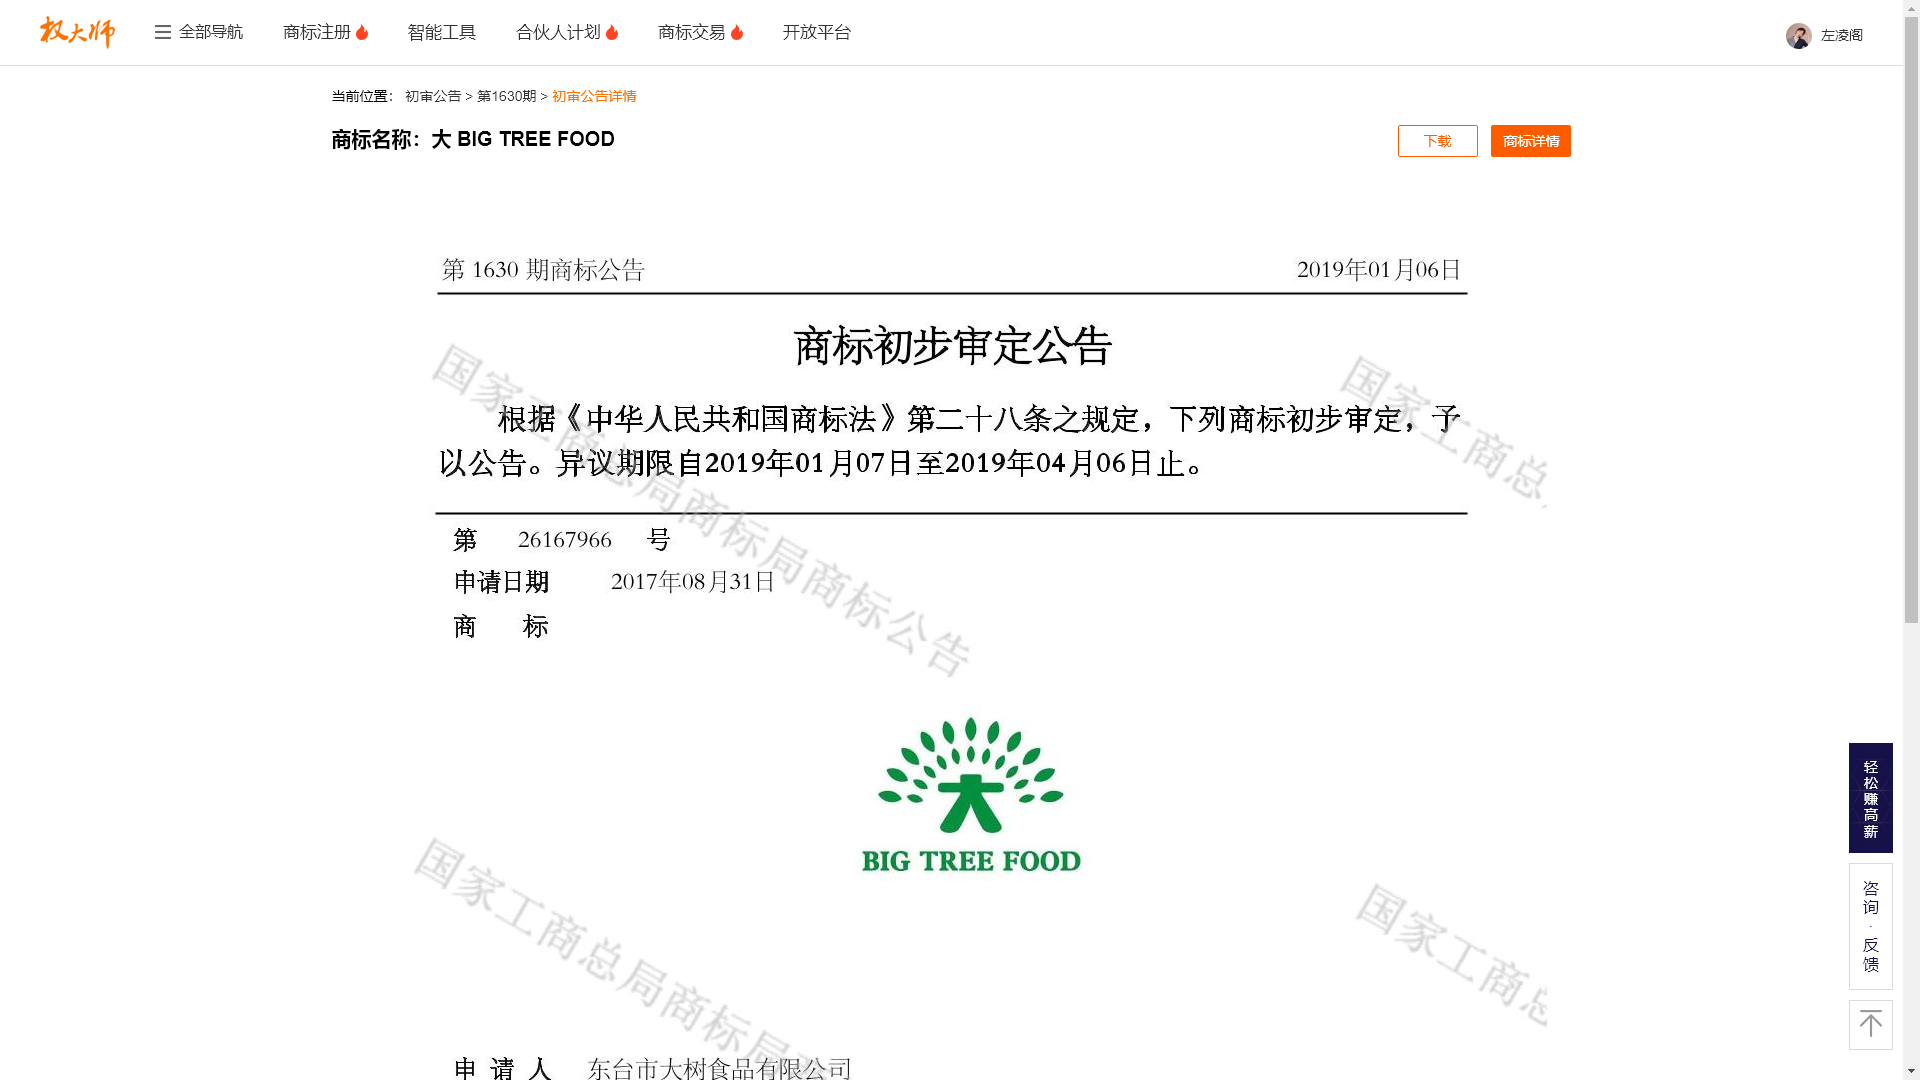 权大师 全部导航 商标注册 智能工具 合伙人计划 商标交易 开放平台 左凌阁
当前位置： 初审公告 > 第1630期 > 初审公告详情
商标名称：大 BIG TREE FOOD
下载 商标详情
第 1630 期商标公告 2019年01月06日
商标初步审定公告
根据《中华人民共和国商标法》第二十八条之规定，下列商标初步审定，予
以公告。异议期限自2019年01月07日至2019年04月06日止。
第 26167966 号
申请日期 2017年08月31日
商 标
大
BIG TREE FOOD
申 请 人 东台市大树食品有限公司
国家工商总局商标局商标公告
国家工商总
国家工商总局商标局商
国家工商总
轻松赚高薪
咨询·反馈